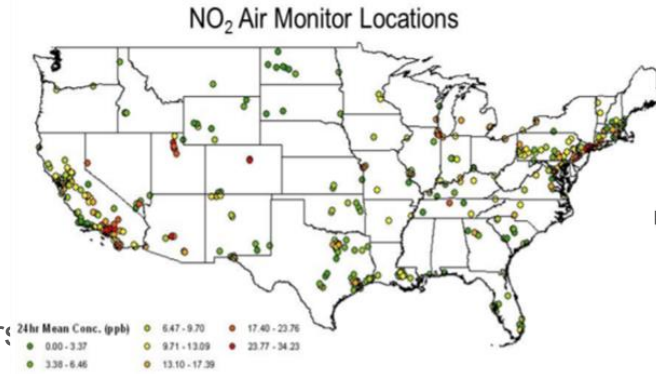 NO₂ Air Monitor Locations
24hr Mean Conc. (ppb)
0.00 - 3.37
3.38 - 6.46
6.47 - 9.70
9.71 - 13.09
13.10 - 17.39
17.40 - 23.76
23.77 - 34.23